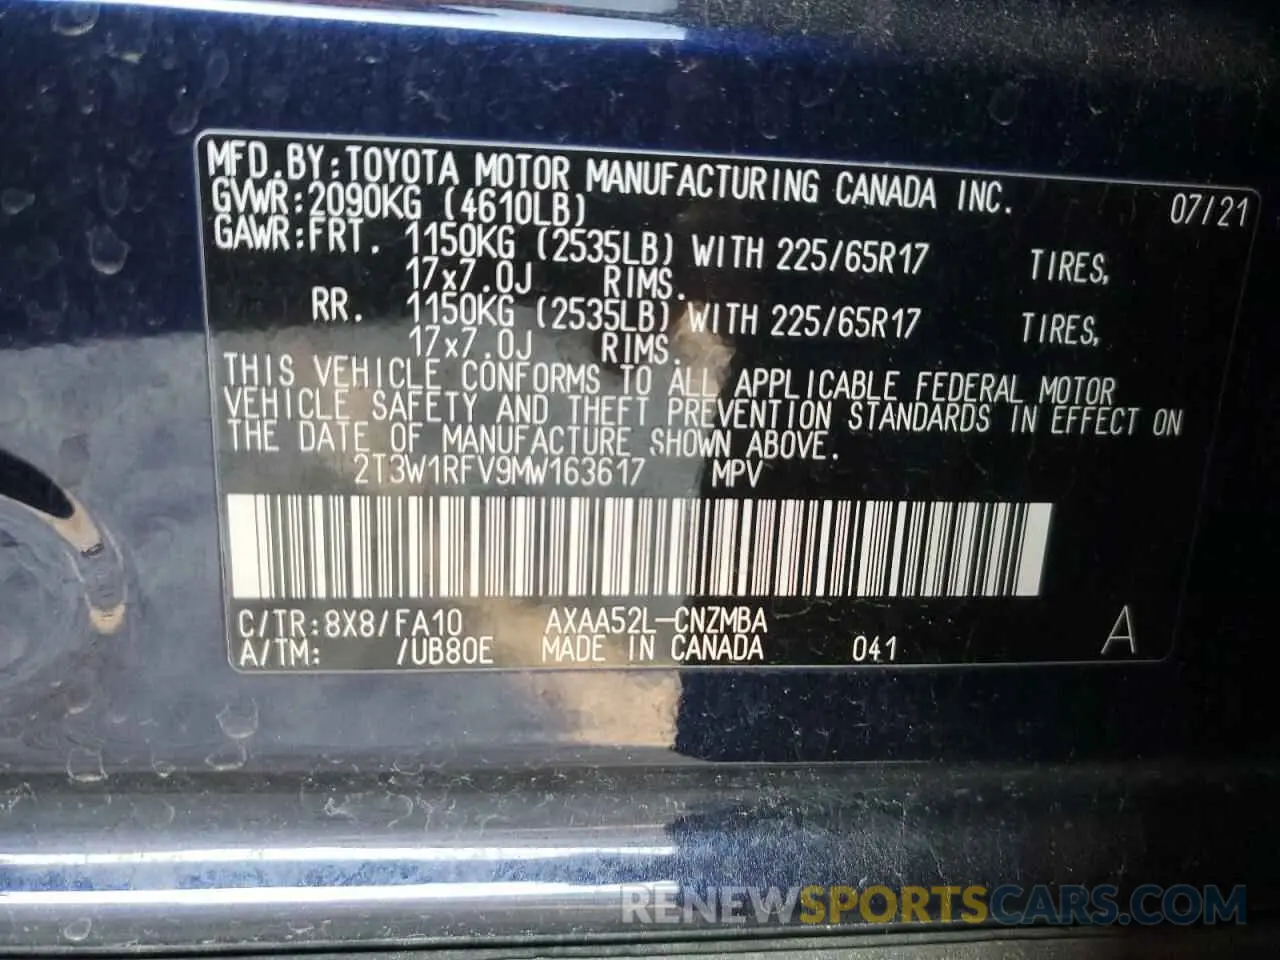 MFD.BY:TOYOTA MOTOR MANUFACTURING CANADA INC. 07/21
GVWR:2090KG (4610LB)
GAWR:FRT. 1150KG (2535LB) WITH 225/65R17 TIRES,
17x7.0J RIMS.
RR. 1150KG (2535LB) WITH 225/65R17 TIRES,
17x7.0J RIMS.
THIS VEHICLE CONFORMS TO ALL APPLICABLE FEDERAL MOTOR
VEHICLE SAFETY AND THEFT PREVENTION STANDARDS IN EFFECT ON
THE DATE OF MANUFACTURE SHOWN ABOVE.
2T3W1RFV9MW163617 MPV
C/TR:8X8/FA10 AXAA52L-CNZMBA
A/TM: /UB80E MADE IN CANADA 041 A
RENEWSPORTSCARS.COM